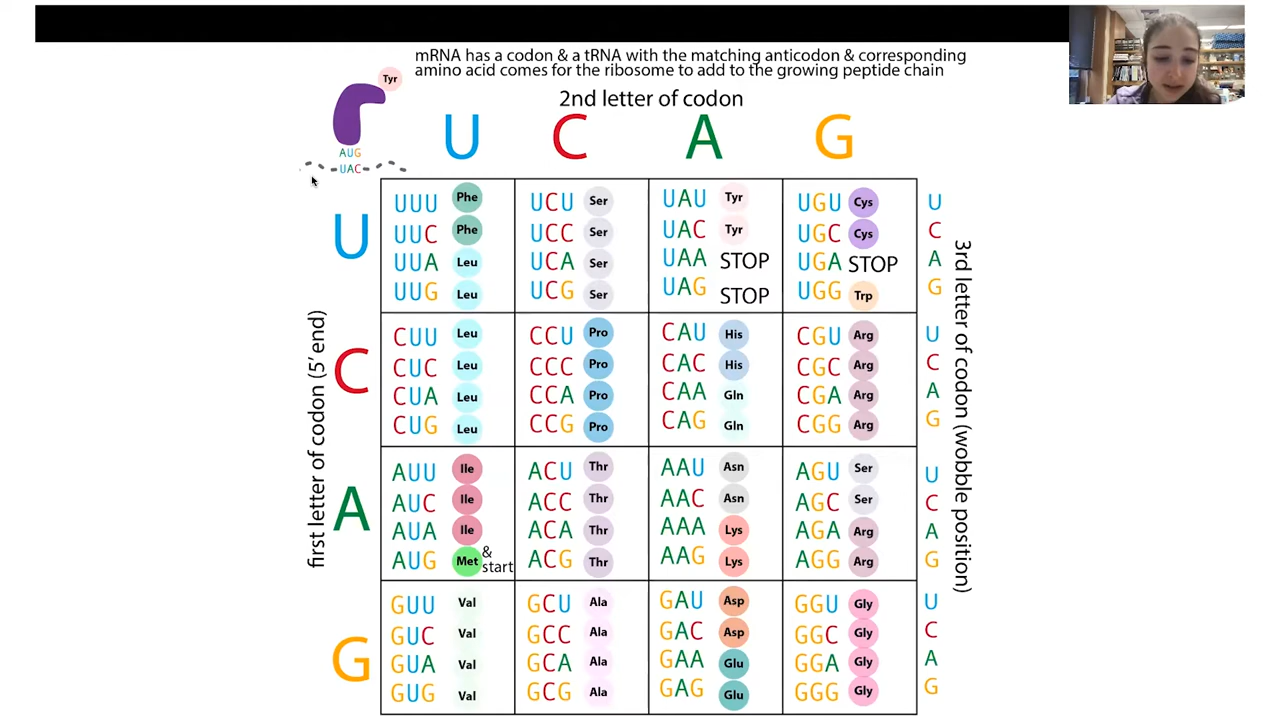 mRNA has a codon & a tRNA with the matching anticodon & corresponding
amino acid comes for the ribosome to add to the growing peptide chain
Tyr
AUG
UAC
2nd letter of codon
U C A G
first letter of codon (5' end)
3rd letter of codon (wobble position)
U
UUU Phe UCU Ser UAU Tyr UGU Cys U
UUC Phe UCC Ser UAC Tyr UGC Cys C
UUA Leu UCA Ser UAA STOP UGA STOP A
UUG Leu UCG Ser UAG STOP UGG Trp G
C
CUU Leu CCU Pro CAU His CGU Arg U
CUC Leu CCC Pro CAC His CGC Arg C
CUA Leu CCA Pro CAA Gln CGA Arg A
CUG Leu CCG Pro CAG Gln CGG Arg G
A
AUU Ile ACU Thr AAU Asn AGU Ser U
AUC Ile ACC Thr AAC Asn AGC Ser C
AUA Ile ACA Thr AAA Lys AGA Arg A
AUG Met & start ACG Thr AAG Lys AGG Arg G
G
GUU Val GCU Ala GAU Asp GGU Gly U
GUC Val GCC Ala GAC Asp GGC Gly C
GUA Val GCA Ala GAA Glu GGA Gly A
GUG Val GCG Ala GAG Glu GGG Gly G